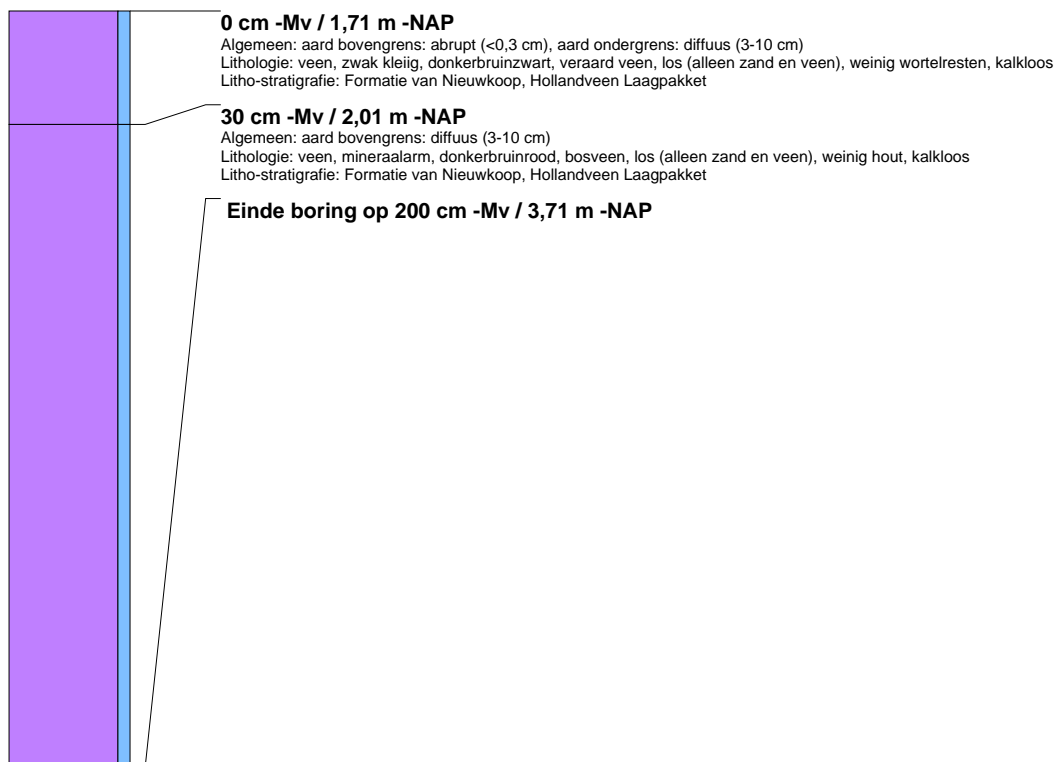 0 cm -Mv / 1,71 m -NAP
Algemeen: aard bovengrens: abrupt (<0,3 cm), aard ondergrens: diffuus (3-10 cm)
Lithologie: veen, zwak kleiig, donkerbruinzwart, veraard veen, los (alleen zand en veen), weinig wortelresten, kalkloos
Litho-stratigrafie: Formatie van Nieuwkoop, Hollandveen Laagpakket
30 cm -Mv / 2,01 m -NAP
Algemeen: aard bovengrens: diffuus (3-10 cm)
Lithologie: veen, mineraalarm, donkerbruinrood, bosveen, los (alleen zand en veen), weinig hout, kalkloos
Litho-stratigrafie: Formatie van Nieuwkoop, Hollandveen Laagpakket
Einde boring op 200 cm -Mv / 3,71 m -NAP